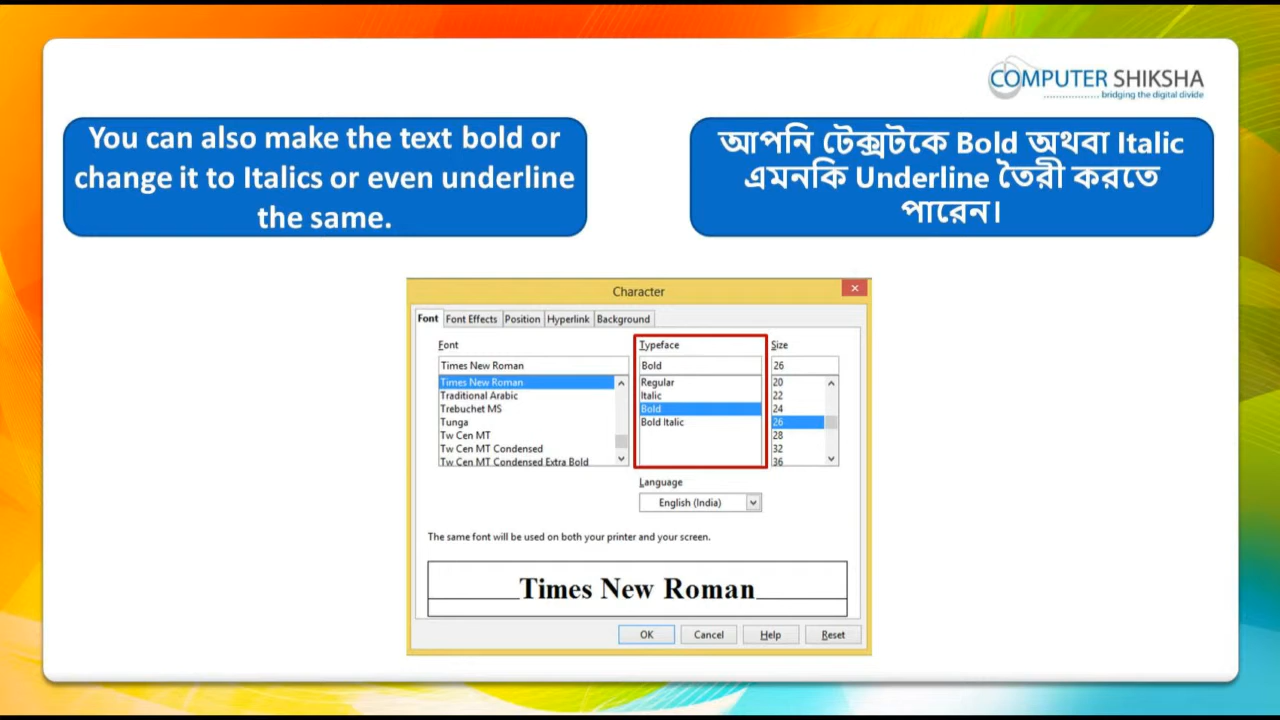 COMPUTER SHIKSHA
bridging the digital divide
You can also make the text bold or
change it to Italics or even underline
the same.
আপনি টেক্সটকে Bold অথবা Italic
এমনকি Underline তৈরী করতে
পারেন।
Character
Font Font Effects Position Hyperlink Background
Font
Times New Roman
Times New Roman
Traditional Arabic
Trebuchet MS
Tunga
Tw Cen MT
Tw Cen MT Condensed
Tw Cen MT Condensed Extra Bold
Typeface
Bold
Regular
Italic
Bold
Bold Italic
Size
26
20
22
24
26
28
32
36
Language
English (India)
The same font will be used on both your printer and your screen.
Times New Roman
OK Cancel Help Reset